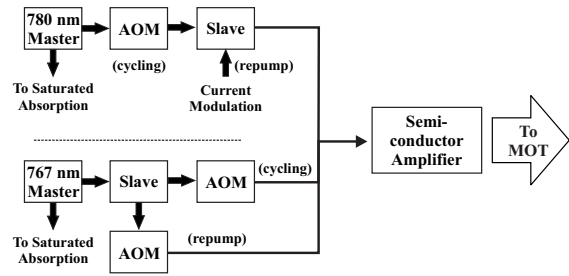 780 nm
Master
AOM
Slave
(cycling)
(repump)
To Saturated
Absorption
Current
Modulation
Semi-
conductor
Amplifier
To
MOT
767 nm
Master
Slave
AOM
(cycling)
To Saturated
Absorption
AOM
(repump)